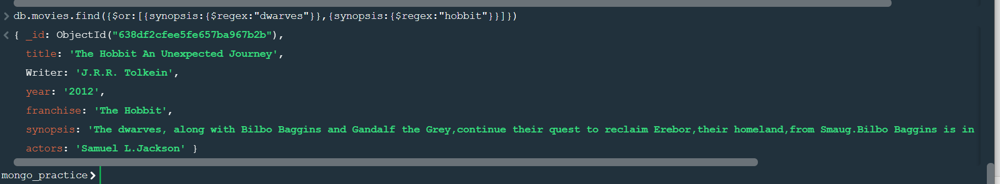 db.movies.find({$or:[{synopsis:{$regex:"dwarves"}},{synopsis:{$regex:"hobbit"}}]})
{ _id: ObjectId("638df2cfee5fe657ba967b2b"),
title: 'The Hobbit An Unexpected Journey',
Writer: 'J.R.R. Tolkein',
year: '2012',
franchise: 'The Hobbit',
synopsis: 'The dwarves, along with Bilbo Baggins and Gandalf the Grey,continue their quest to reclaim Erebor,their homeland,from Smaug.Bilbo Baggins is in
actors: 'Samuel L.Jackson' }
mongo_practice>